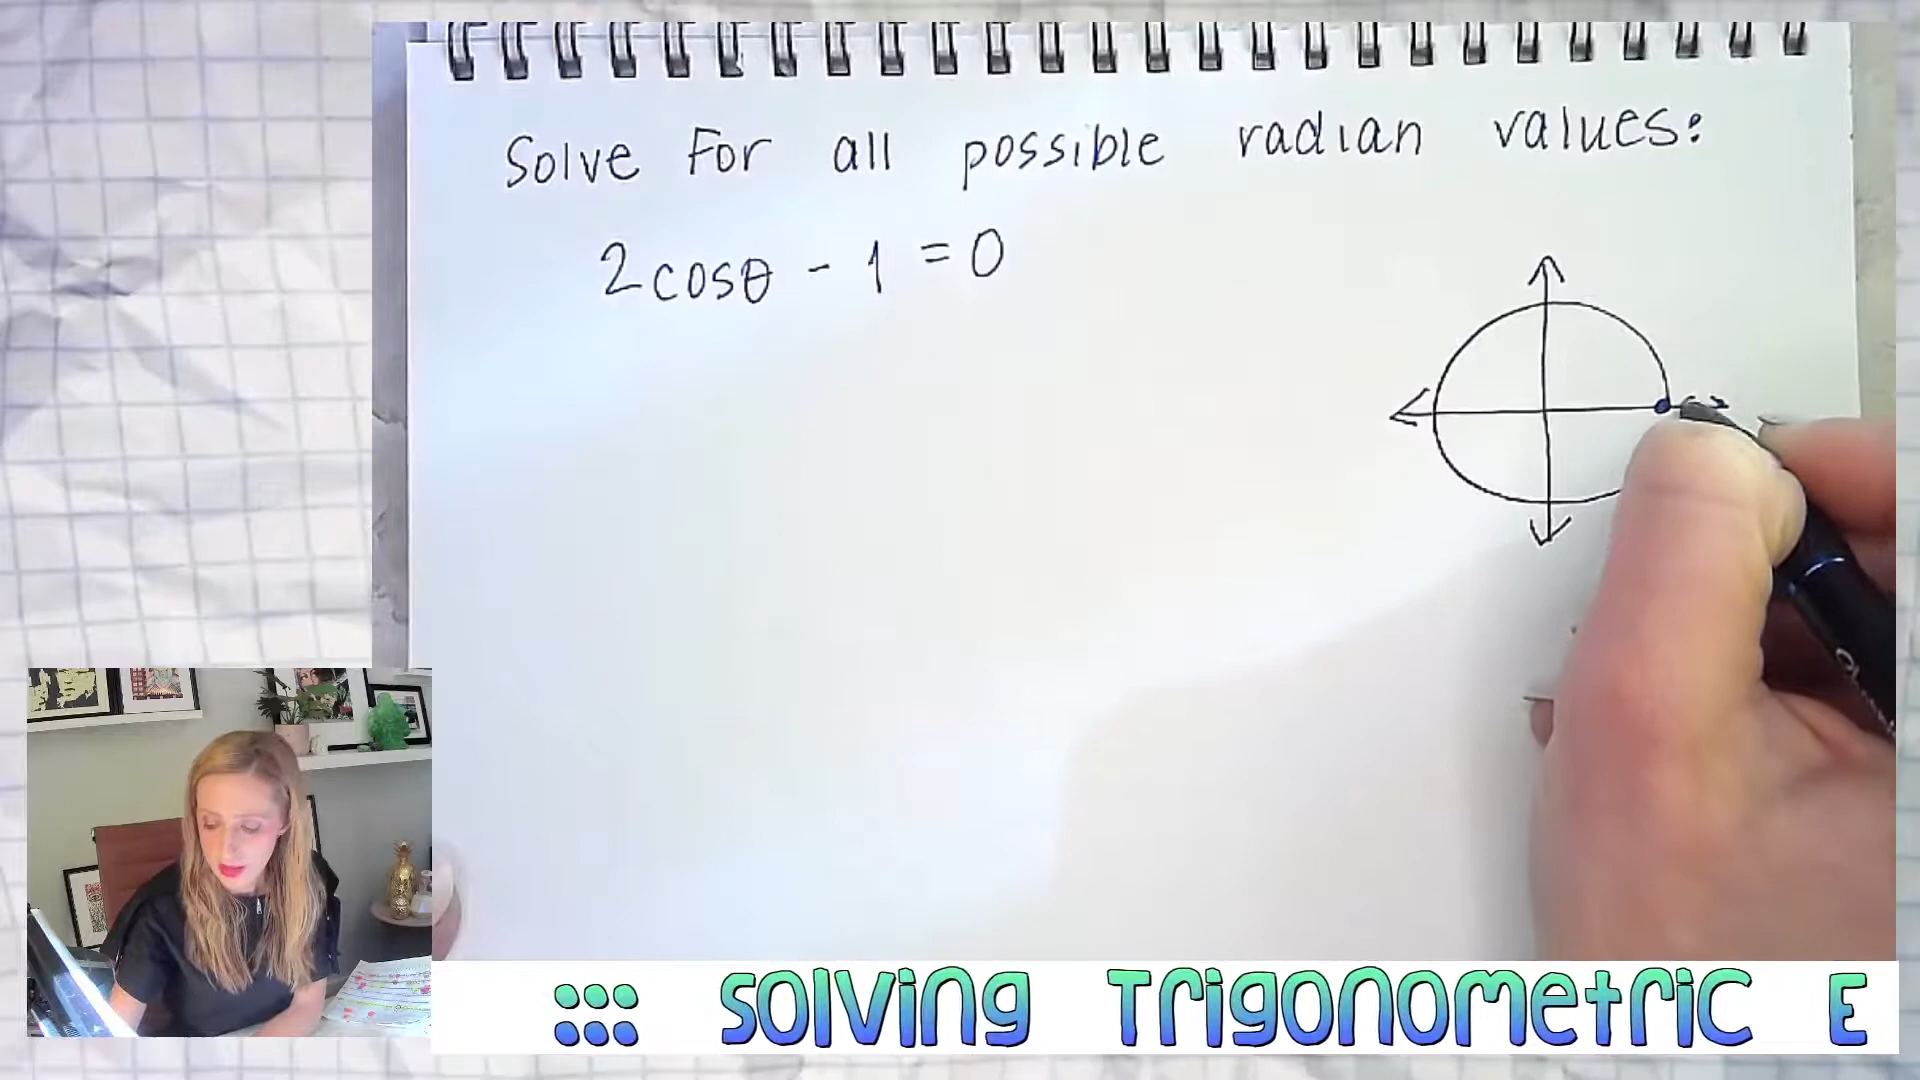 Solve For all possible radian values:
2cosθ - 1 = 0
Solving Trigonometric E